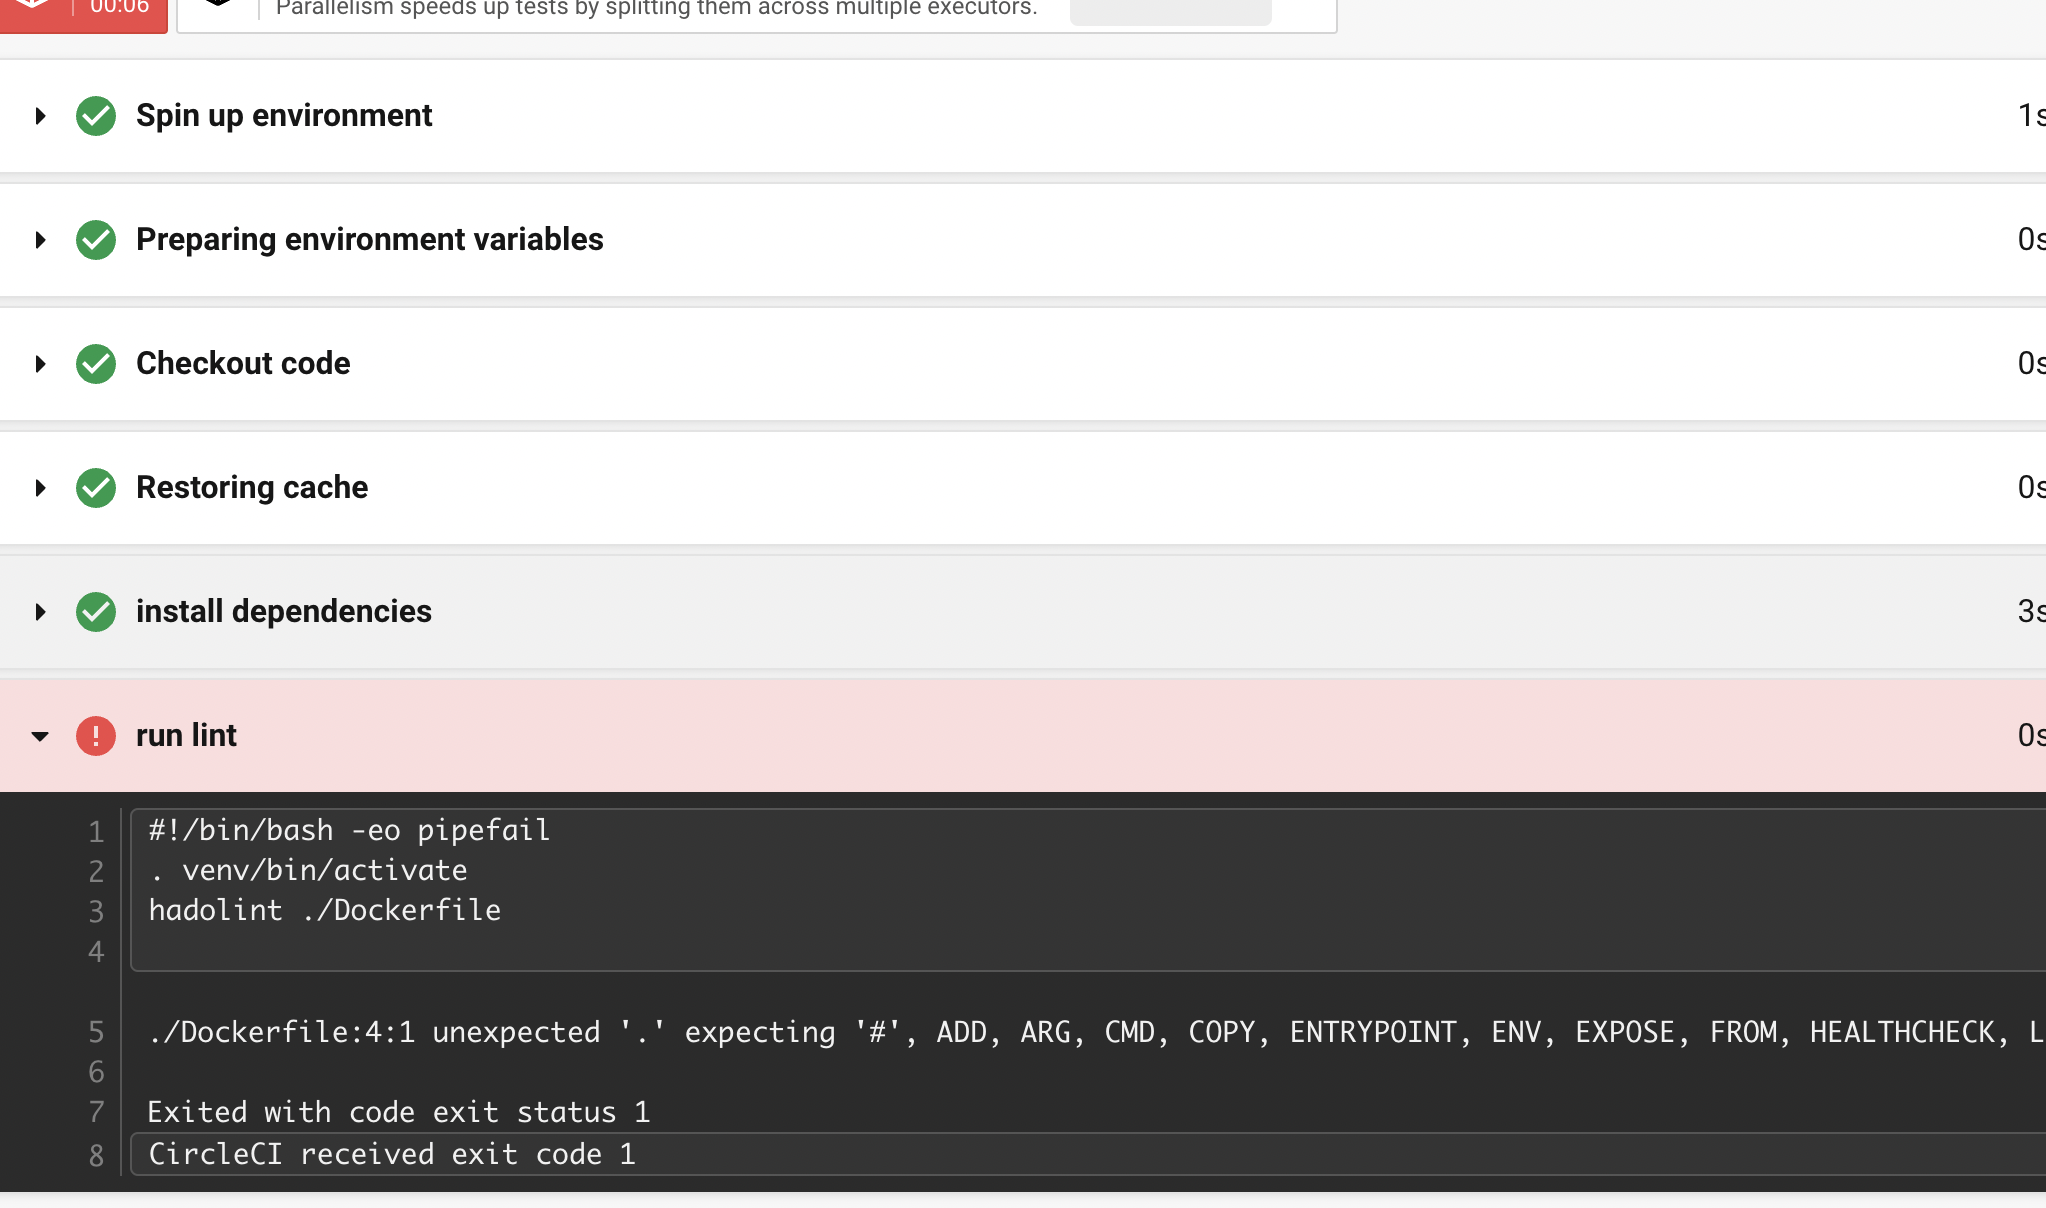 00:06
Parallelism speeds up tests by splitting them across multiple executors.
Spin up environment 1s
Preparing environment variables 0s
Checkout code 0s
Restoring cache 0s
install dependencies 3s
run lint 0s
1 #!/bin/bash -eo pipefail
2 . venv/bin/activate
3 hadolint ./Dockerfile
4
5 ./Dockerfile:4:1 unexpected '.' expecting '#', ADD, ARG, CMD, COPY, ENTRYPOINT, ENV, EXPOSE, FROM, HEALTHCHECK, L
6
7 Exited with code exit status 1
8 CircleCI received exit code 1